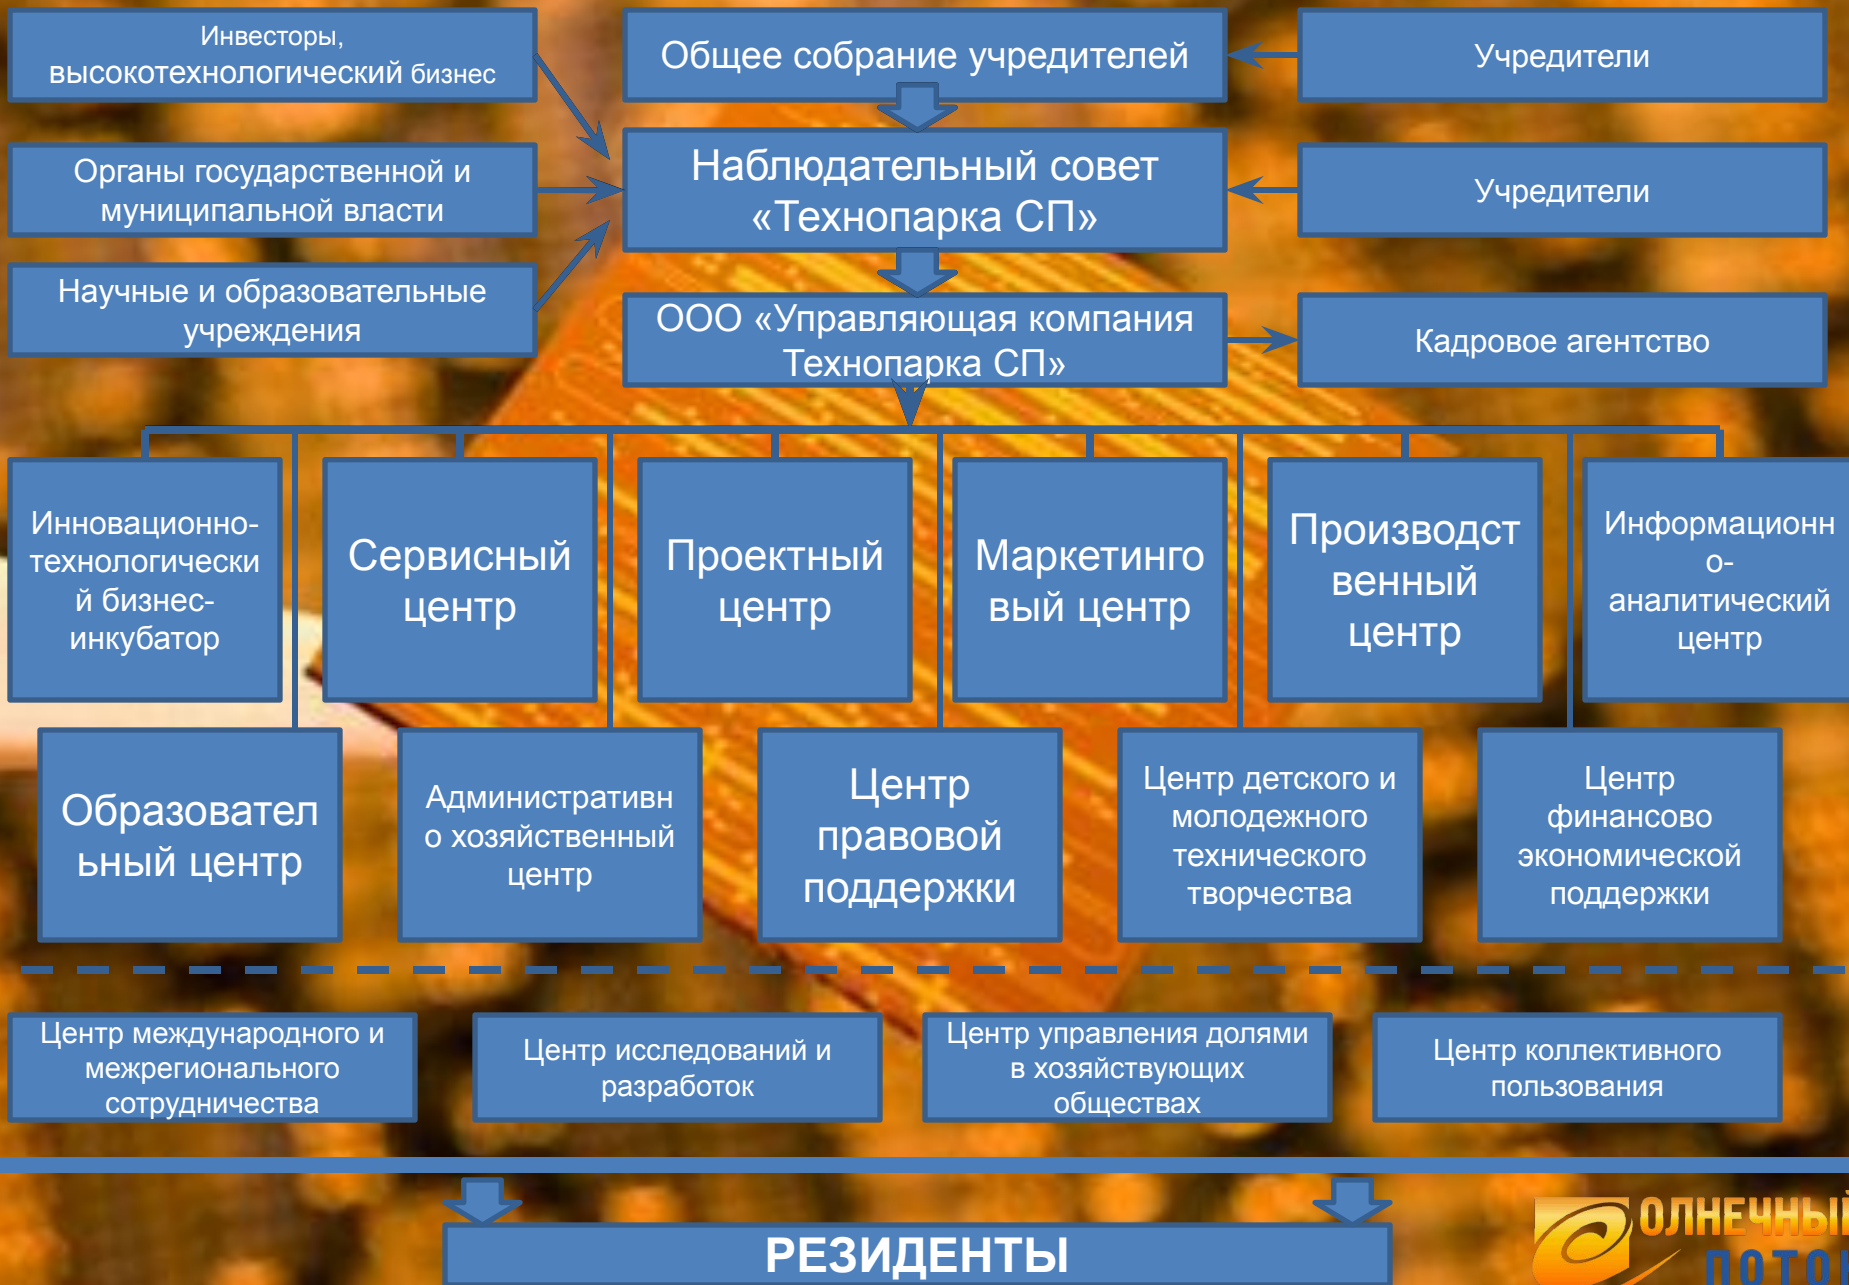 Инвесторы,
высокотехнологический бизнес
Общее собрание учредителей
Учредители
Органы государственной и
муниципальной власти
Наблюдательный совет
«Технопарка СП»
Учредители
Научные и образовательные
учреждения
ООО «Управляющая компания
Технопарка СП»
Кадровое агентство
Инновационно-
технологически
й бизнес-
инкубатор
Сервисный
центр
Проектный
центр
Маркетинго
вый центр
Производст
венный
центр
Информационн
о-
аналитический
центр
Образовател
ьный центр
Административн
о хозяйственный
центр
Центр
правовой
поддержки
Центр детского и
молодежного
технического
творчества
Центр
финансово
экономической
поддержки
Центр международного и
межрегионального
сотрудничества
Центр исследований и
разработок
Центр управления долями
в хозяйствующих
обществах
Центр коллективного
пользования
РЕЗИДЕНТЫ
СОЛНЕЧНЫЙ
ПОТОК